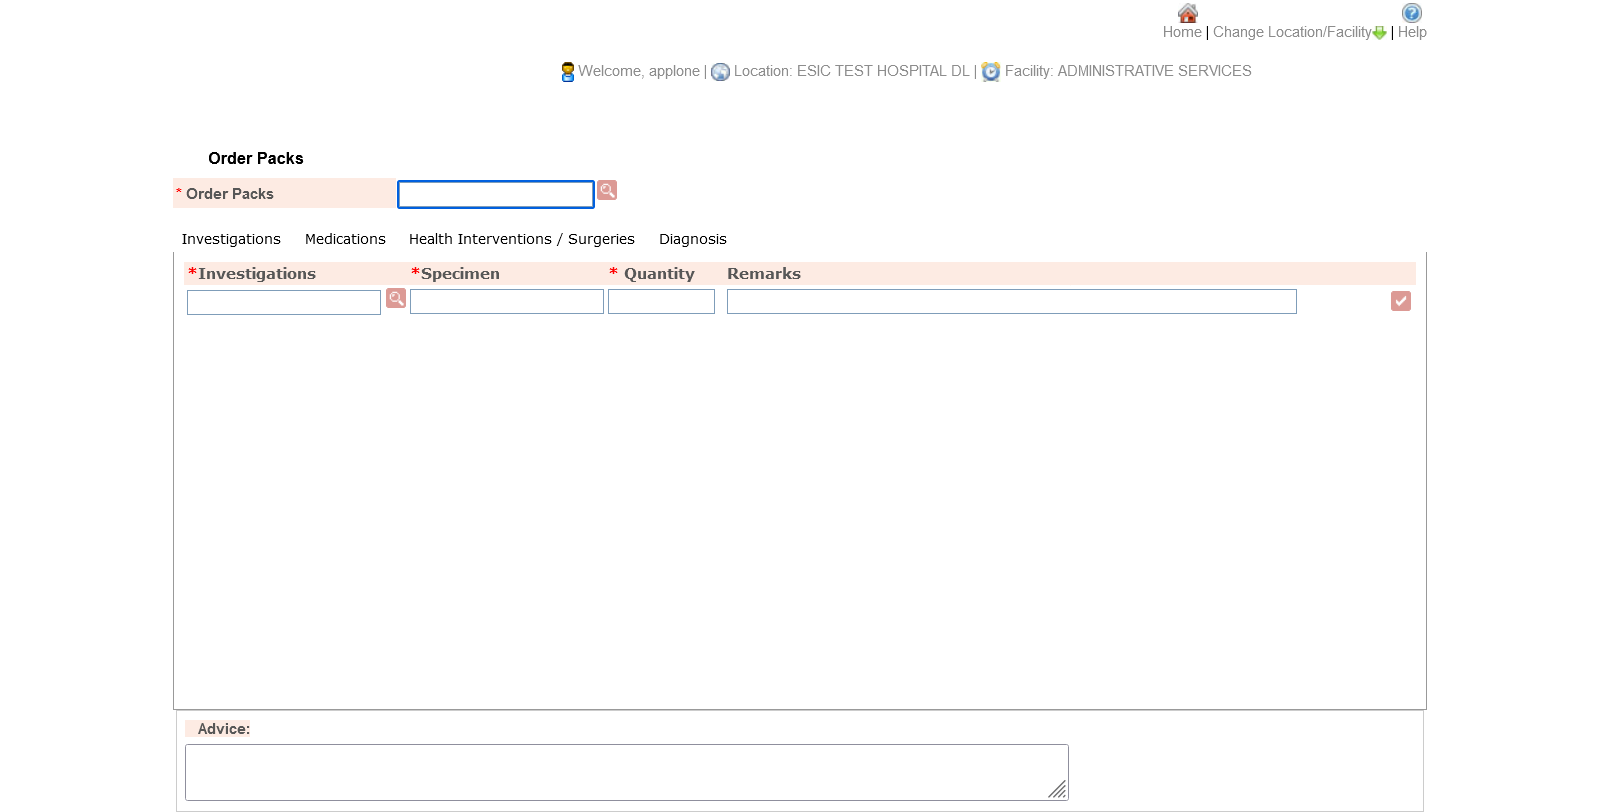 Home | Change Location/Facility | Help
Welcome, applone | Location: ESIC TEST HOSPITAL DL | Facility: ADMINISTRATIVE SERVICES
Order Packs
* Order Packs
Investigations Medications Health Interventions / Surgeries Diagnosis
*Investigations *Specimen * Quantity Remarks
Advice: